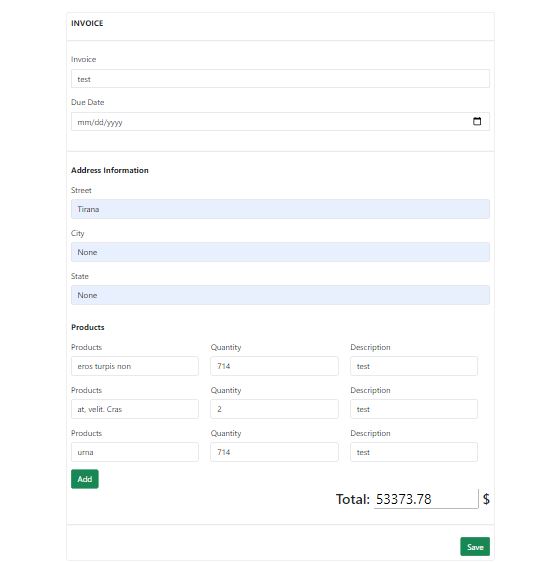 INVOICE
Invoice
test
Due Date
mm/dd/yyyy
Address Information
Street
Tirana
City
None
State
None
Products
Products Quantity Description
eros turpis non 714 test
Products Quantity Description
at, velit. Cras 2 test
Products Quantity Description
urna 714 test
Add
Total: 53373.78 $
Save